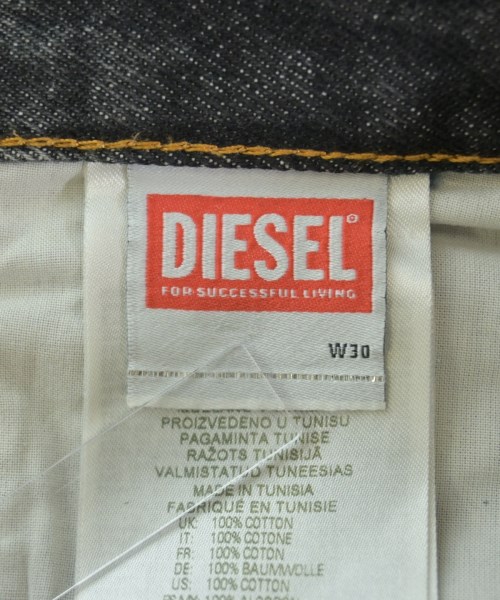 DIESEL®
FOR SUCCESSFUL LIVING
W30
PROIZVEDENO U TUNISU
PAGAMINTA TUNISE
RAŽOTS TUNISIJĀ
VALMISTATUD TUNEESIAS
MADE IN TUNISIA
FABRIQUÉ EN TUNISIE
UK: 100% COTTON
IT: 100% COTONE
FR: 100% COTON
DE: 100% BAUMWOLLE
US: 100% COTTON